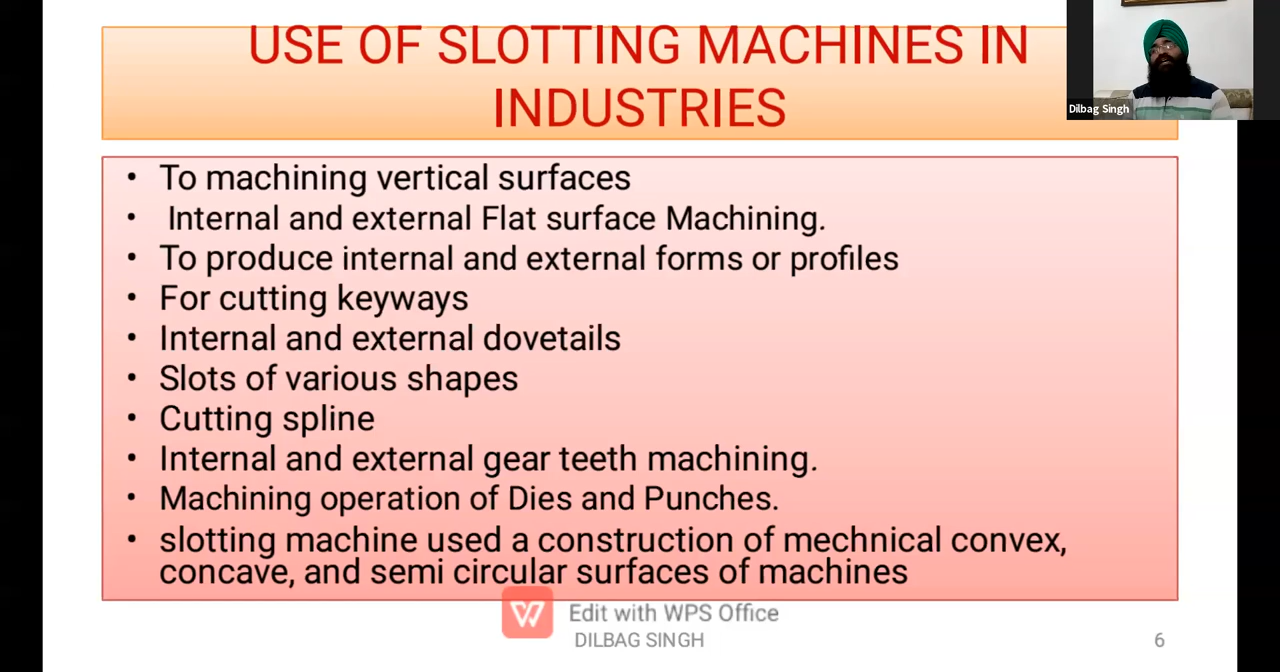 USE OF SLOTTING MACHINES IN
INDUSTRIES
Dilbag Singh
• To machining vertical surfaces
• Internal and external Flat surface Machining.
• To produce internal and external forms or profiles
• For cutting keyways
• Internal and external dovetails
• Slots of various shapes
• Cutting spline
• Internal and external gear teeth machining.
• Machining operation of Dies and Punches.
• slotting machine used a construction of mechnical convex,
concave, and semi circular surfaces of machines
W Edit with WPS Office
DILBAG SINGH
6